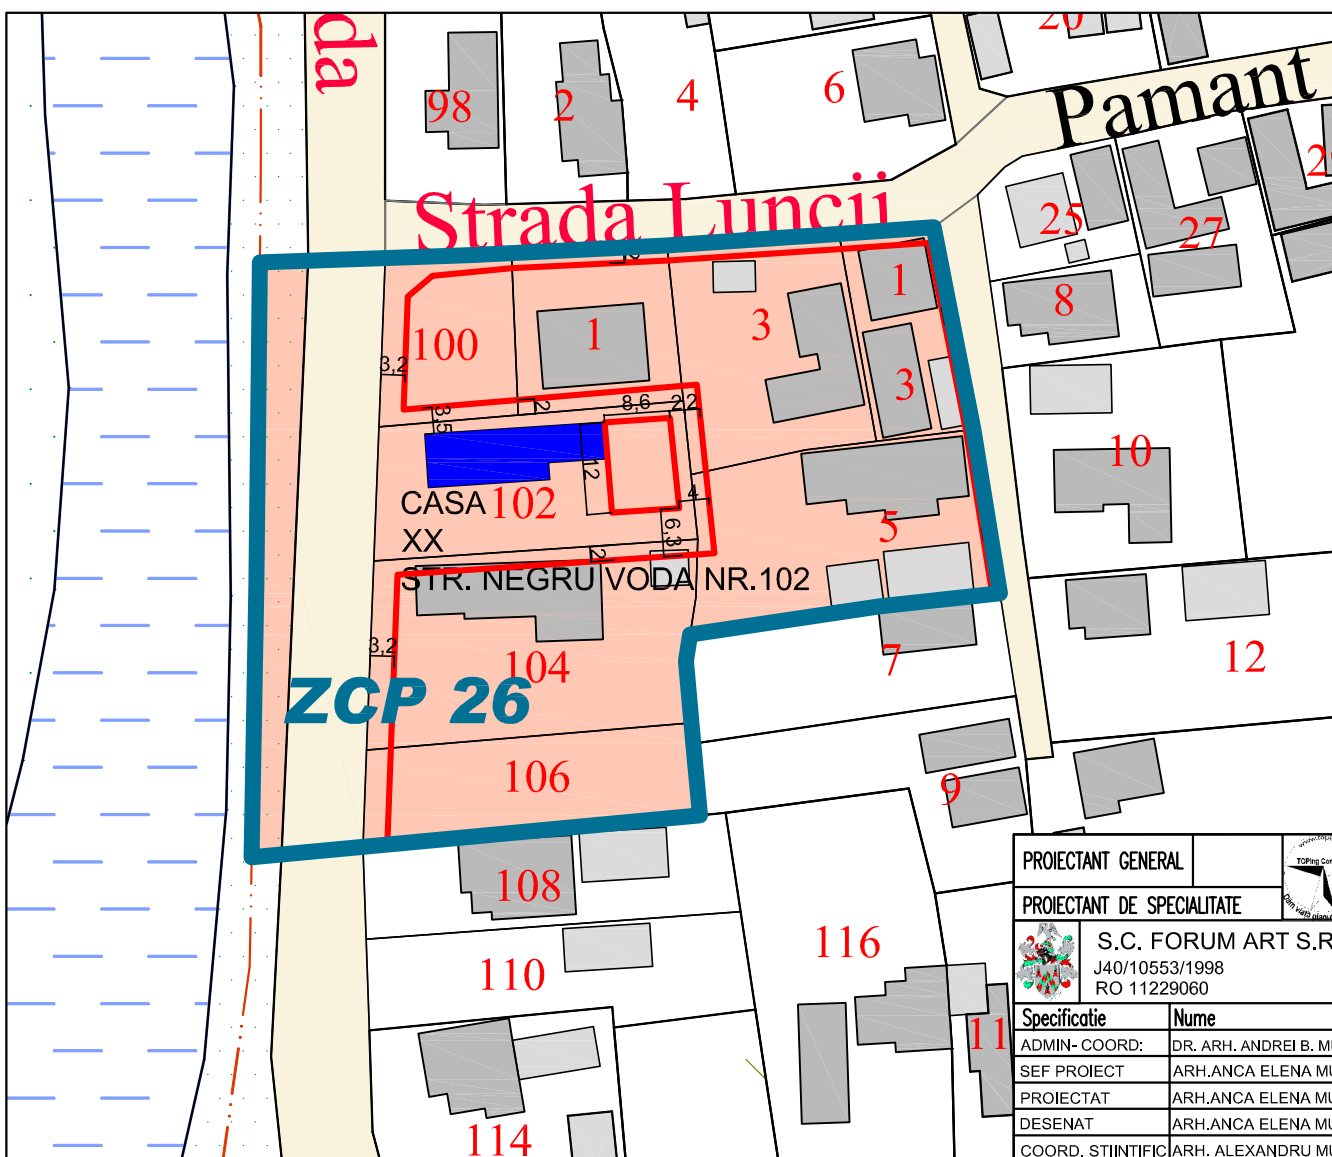 da
20
98
2
4
6
Pamant
Strada Luncii
25
27
8
100
1
3
1
3
2
3,2
3,5
2
8,6
2,2
12
4
6,3
2
10
CASA
102
XX
STR. NEGRU VODA NR.102
5
7
12
3,2
104
ZCP 26
106
9
108
110
116
11
114
PROIECTANT GENERAL
PROIECTANT DE SPECIALITATE
S.C. FORUM ART S.R
J40/10553/1998
RO 11229060
Specificatie Nume
ADMIN- COORD: DR. ARH. ANDREI B. MU
SEF PROIECT ARH.ANCA ELENA MU
PROIECTAT ARH.ANCA ELENA MU
DESENAT ARH.ANCA ELENA MU
COORD. STIINTIFIC ARH. ALEXANDRU MU